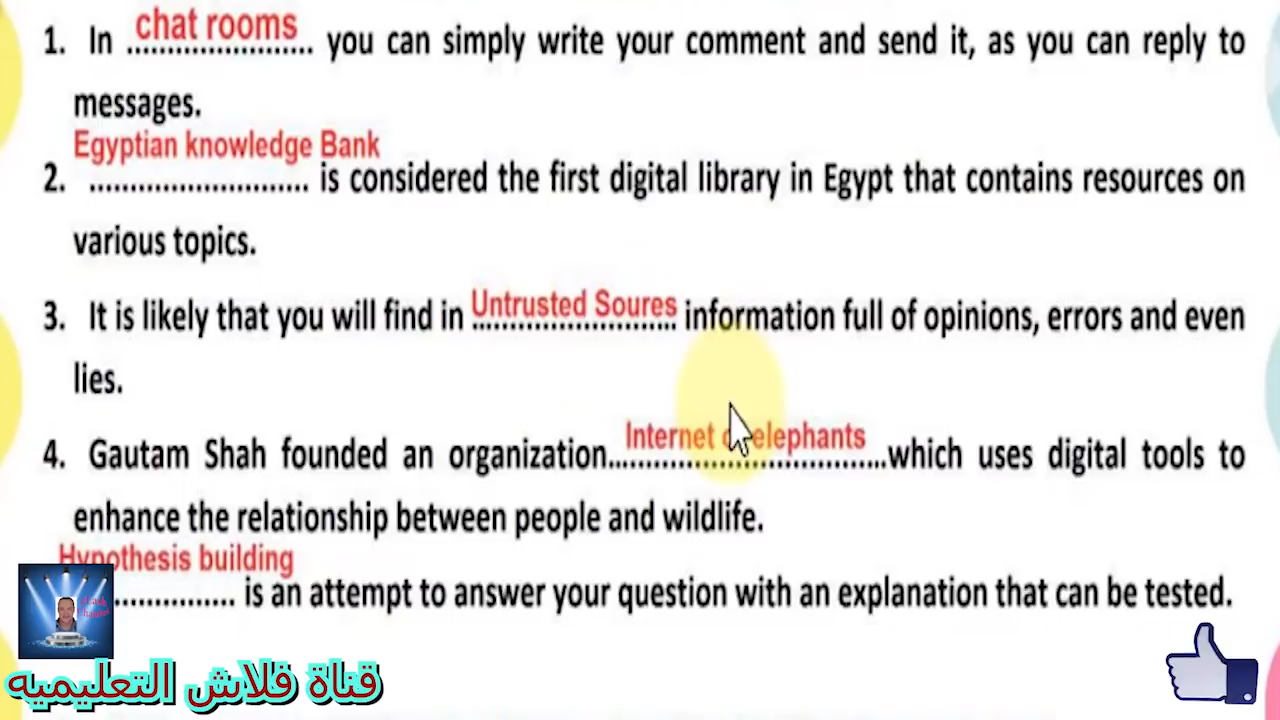 chat rooms
1. In ........................ you can simply write your comment and send it, as you can reply to
messages.
Egyptian knowledge Bank
2. ........................... is considered the first digital library in Egypt that contains resources on
various topics.
Untrusted Soures
3. It is likely that you will find in .......................... information full of opinions, errors and even
lies.
Internet elephants
4. Gautam Shah founded an organization..................................which uses digital tools to
enhance the relationship between people and wildlife.
Hypothesis building
............... is an attempt to answer your question with an explanation that can be tested.
قناة فلاش التعليميه